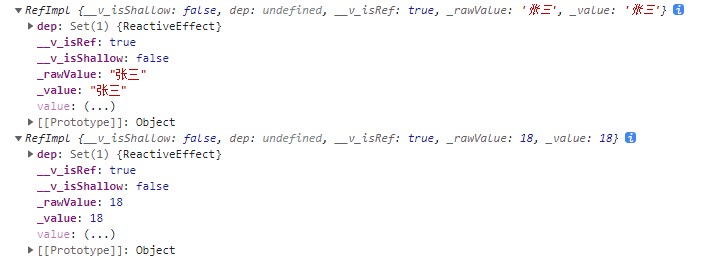 RefImpl {__v_isShallow: false, dep: undefined, __v_isRef: true, _rawValue: '张三', _value: '张三'} i
dep: Set(1) {ReactiveEffect}
__v_isRef: true
__v_isShallow: false
_rawValue: "张三"
_value: "张三"
value: (...)
[[Prototype]]: Object
RefImpl {__v_isShallow: false, dep: undefined, __v_isRef: true, _rawValue: 18, _value: 18} i
dep: Set(1) {ReactiveEffect}
__v_isRef: true
__v_isShallow: false
_rawValue: 18
_value: 18
value: (...)
[[Prototype]]: Object